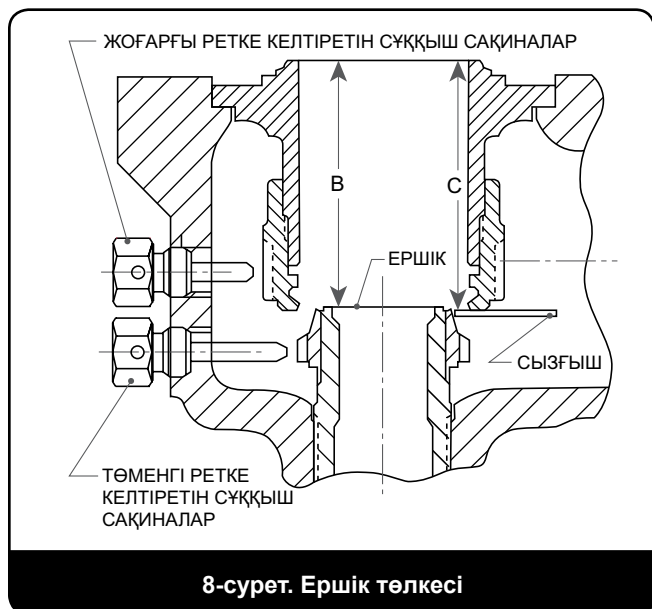 ЖОҒАРҒЫ РЕТКЕ КЕЛТІРЕТІН СҰҚҚЫШ САҚИНАЛАР
B
C
ЕРШІК
СЫЗҒЫШ
ТӨМЕНГІ РЕТКЕ
КЕЛТІРЕТІН СҰҚҚЫШ
САҚИНАЛАР
8-сурет. Ершік төлкесі